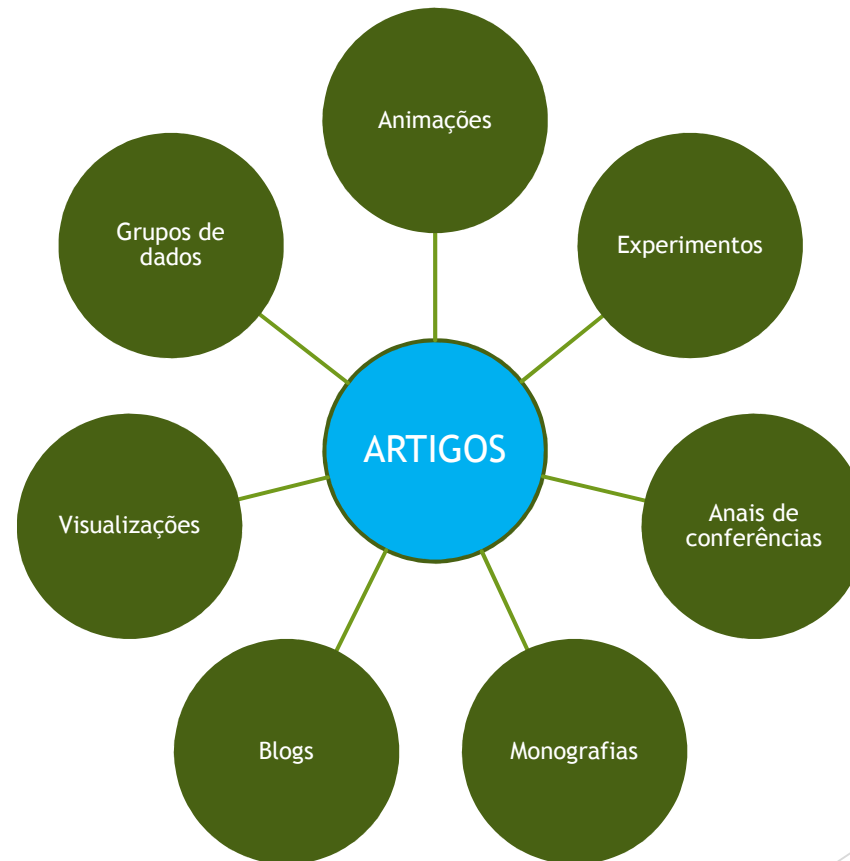 Animações
Grupos de
dados
Experimentos
ARTIGOS
Visualizações
Anais de
conferências
Blogs
Monografias